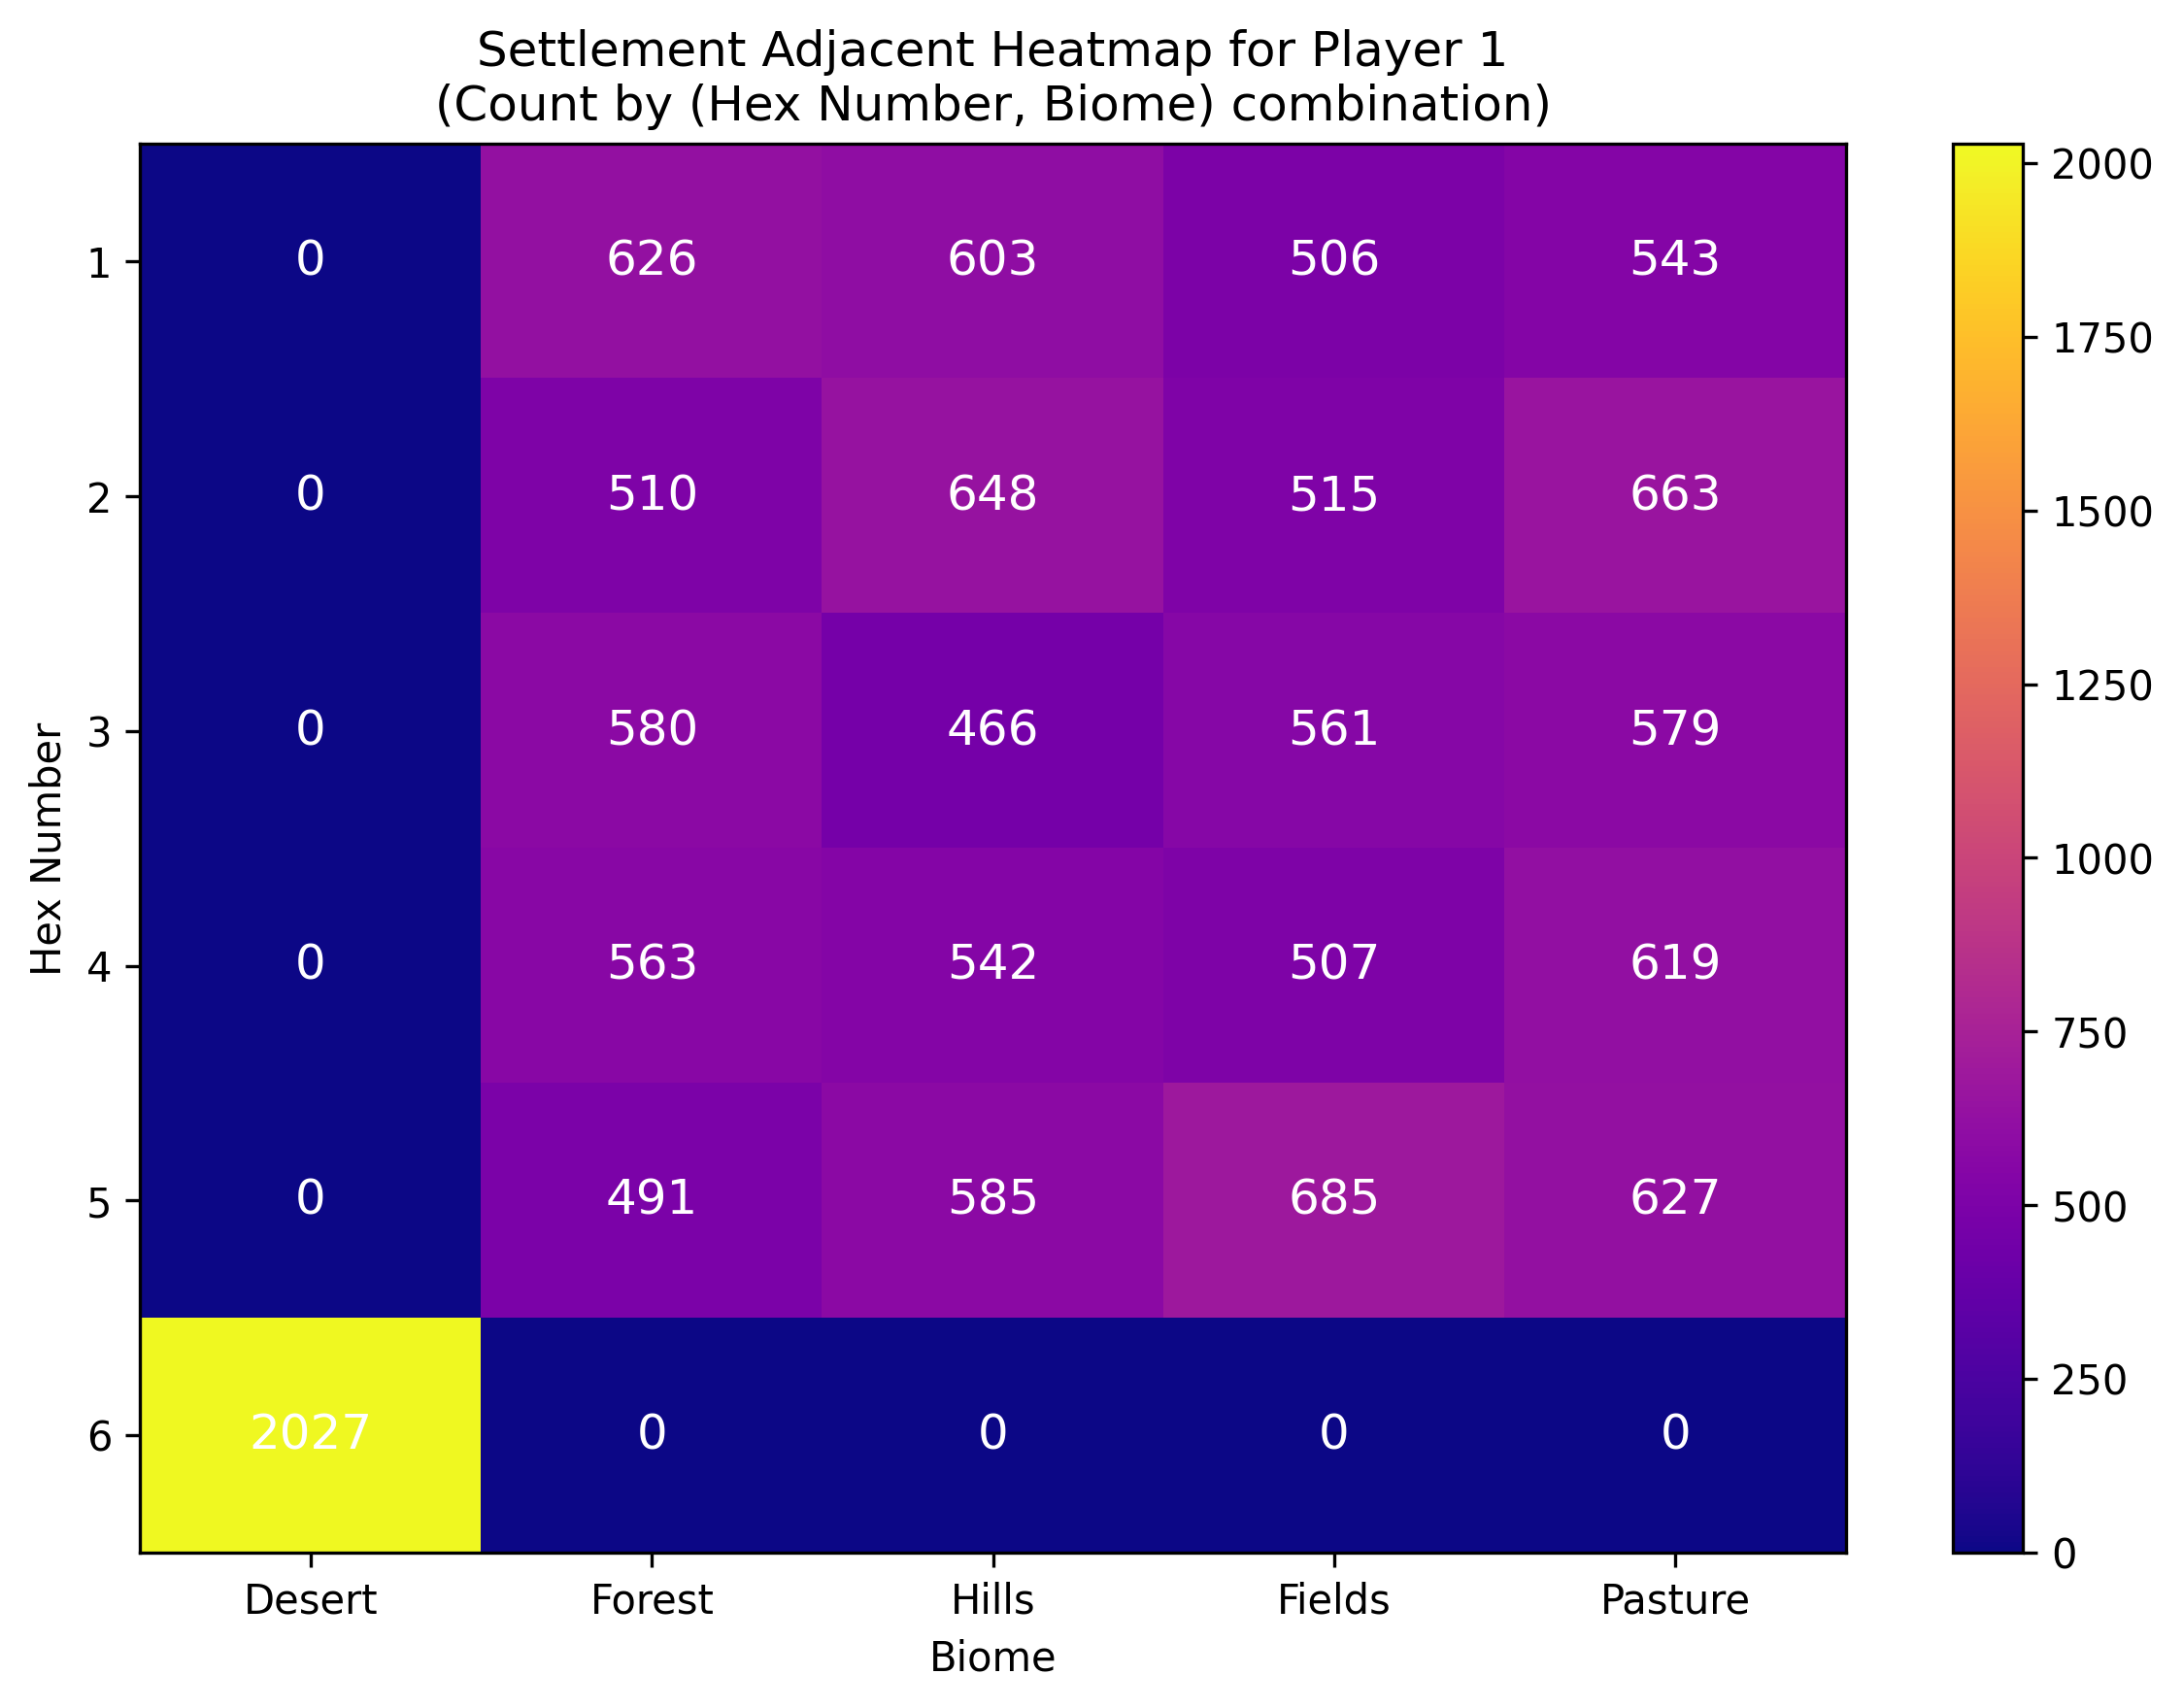 Settlement Adjacent Heatmap for Player 1
(Count by (Hex Number, Biome) combination)
2000
1 0 626 603 506 543
1750
2 0 510 648 515 663
1500
1250
3 0 580 466 561 579
Hex Number
1000
4 0 563 542 507 619
750
5 0 491 585 685 627
500
250
6 2027 0 0 0 0
0
Desert Forest Hills Fields Pasture
Biome